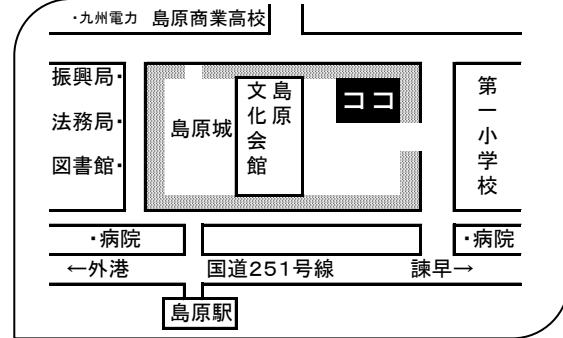 ・九州電力 島原商業高校
振興局・
法務局・
図書館・
島原城
島原
文化会館
ココ
第一小学校
・病院
・病院
←外港
国道251号線
諫早→
島原駅